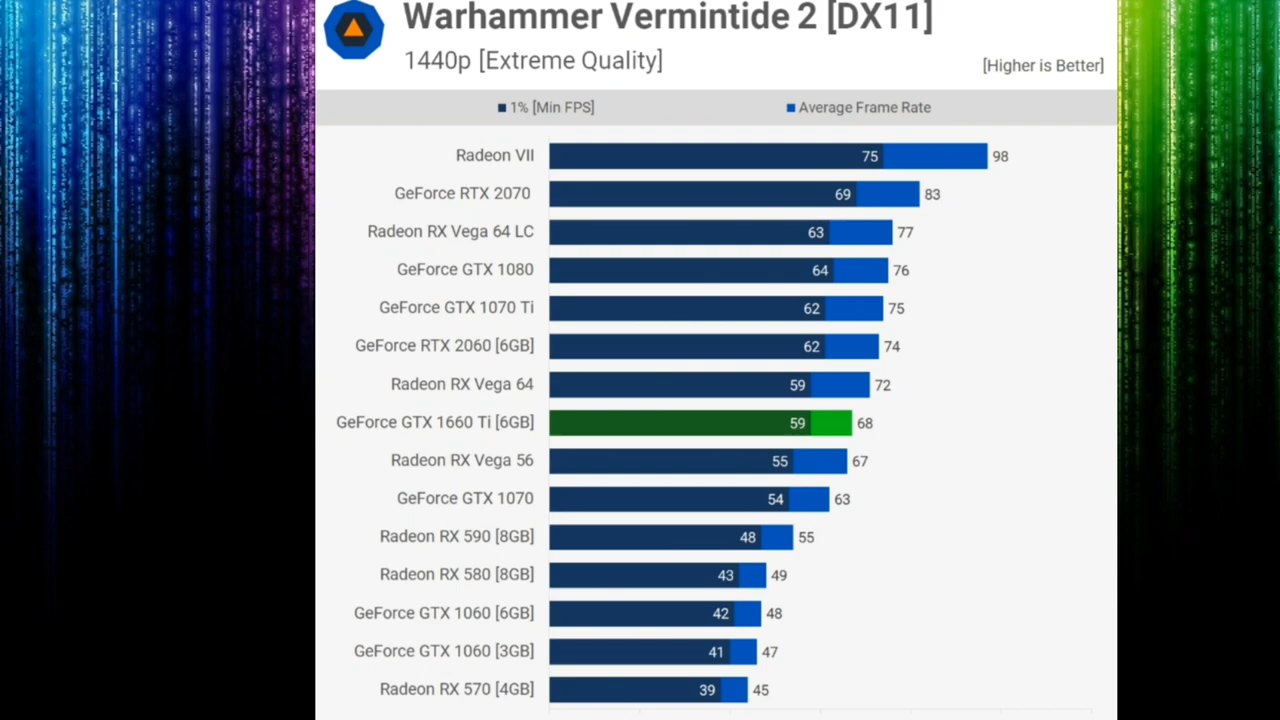 Warhammer Vermintide 2 [DX11]
1440p [Extreme Quality]
[Higher is Better]
1% [Min FPS]
Average Frame Rate
Radeon VII 75 98
GeForce RTX 2070 69 83
Radeon RX Vega 64 LC 63 77
GeForce GTX 1080 64 76
GeForce GTX 1070 Ti 62 75
GeForce RTX 2060 [6GB] 62 74
Radeon RX Vega 64 59 72
GeForce GTX 1660 Ti [6GB] 59 68
Radeon RX Vega 56 55 67
GeForce GTX 1070 54 63
Radeon RX 590 [8GB] 48 55
Radeon RX 580 [8GB] 43 49
GeForce GTX 1060 [6GB] 42 48
GeForce GTX 1060 [3GB] 41 47
Radeon RX 570 [4GB] 39 45